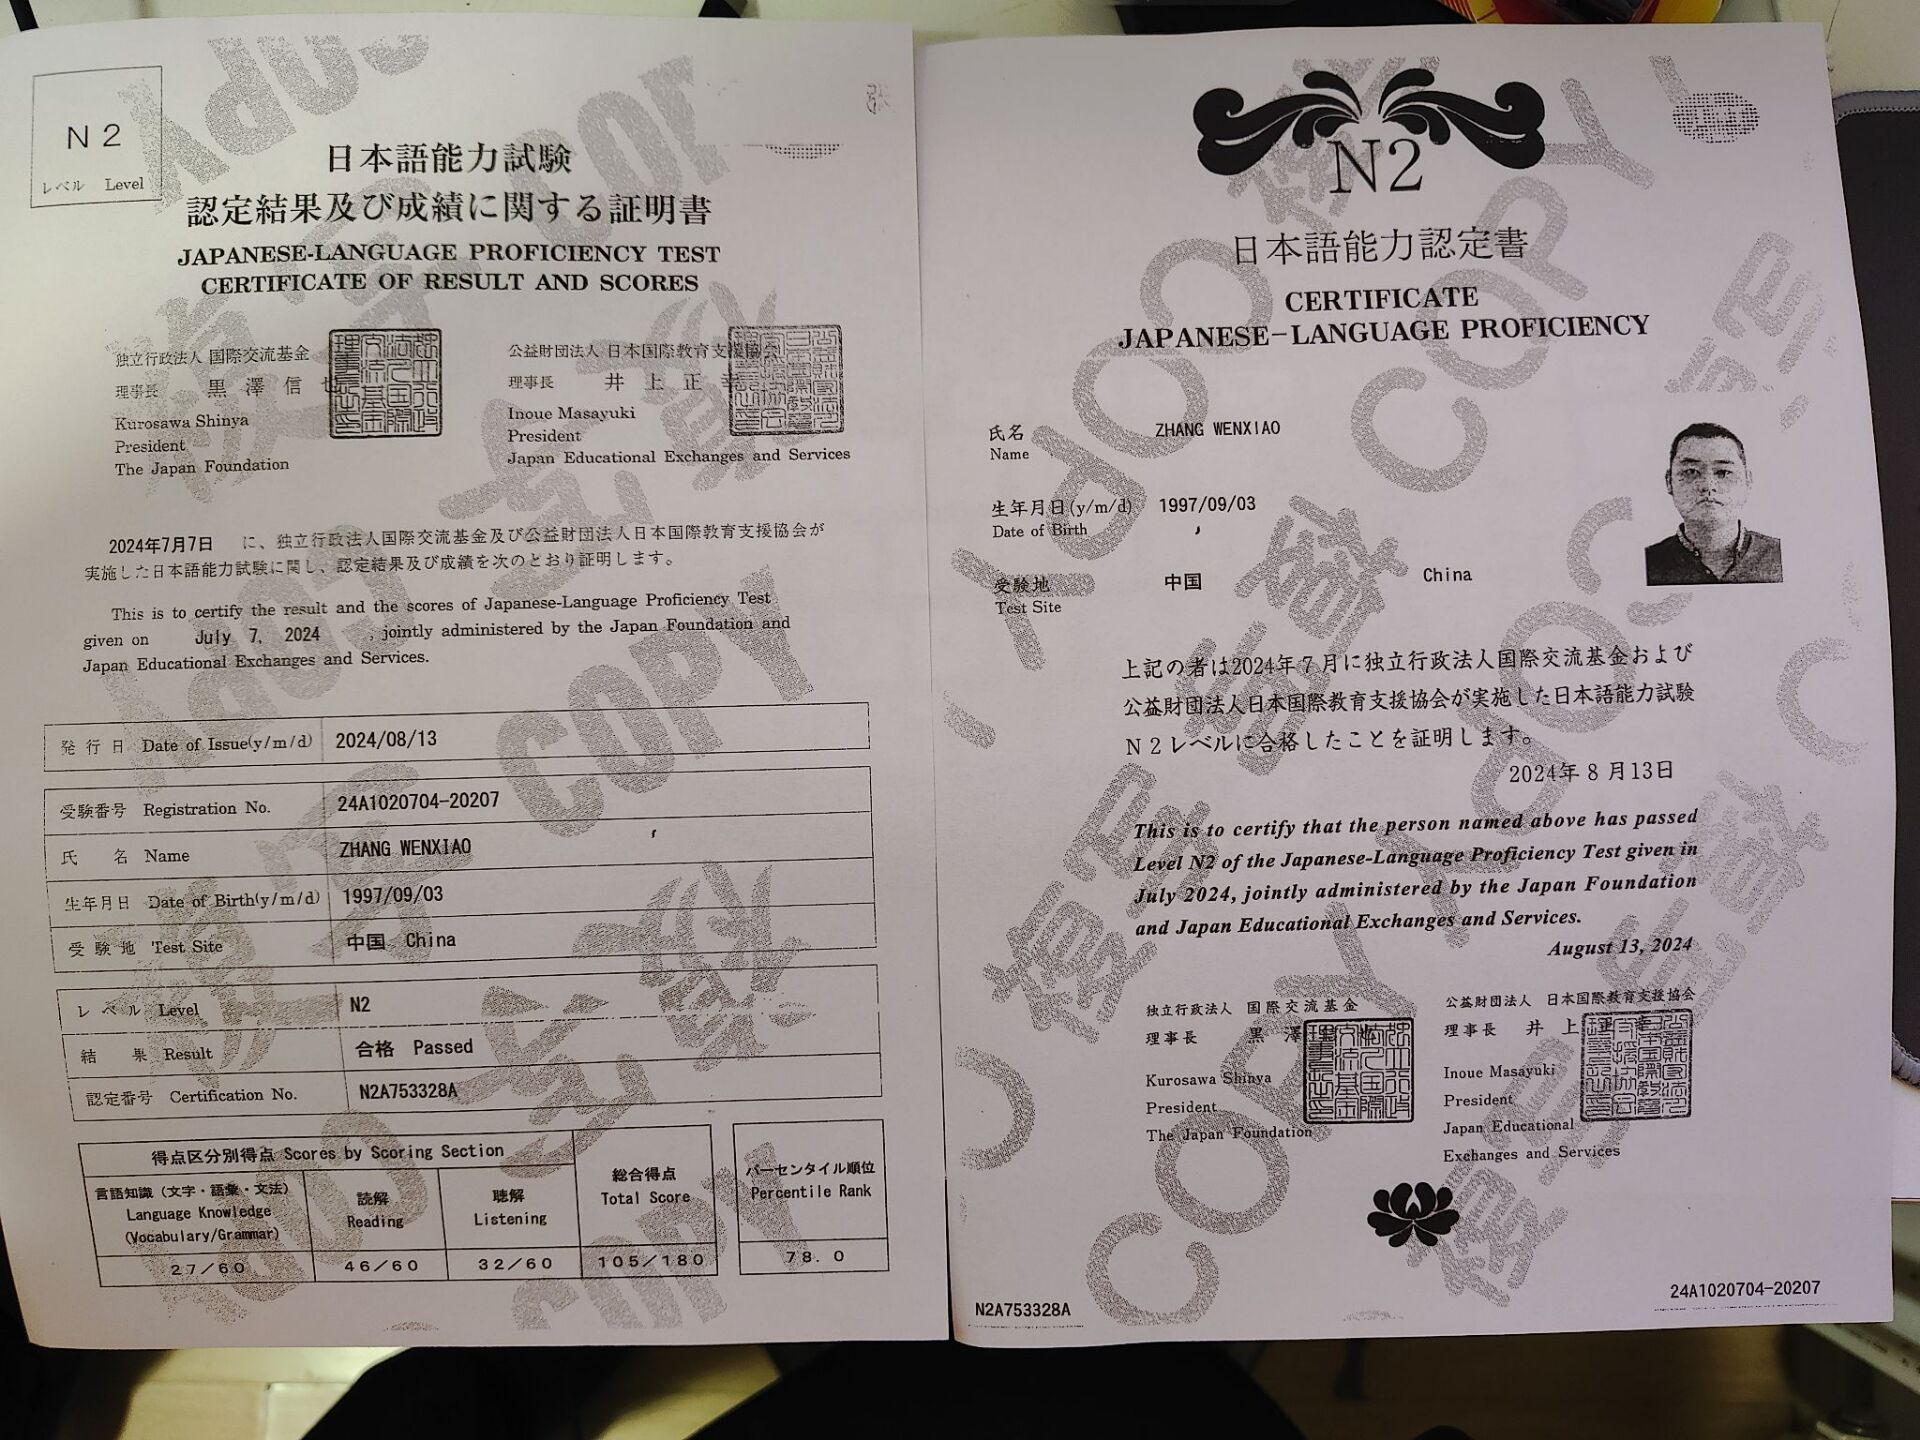 N2
レベル Level
日本語能力試験
認定結果及び成績に関する証明書
JAPANESE-LANGUAGE PROFICIENCY TEST
CERTIFICATE OF RESULT AND SCORES
独立行政法人 国際交流基金
理事長 黒澤信也
Kurosawa Shinya
President
The Japan Foundation
公益財団法人 日本国際教育支援協会
理事長 井上正幸
Inoue Masayuki
President
Japan Educational Exchanges and Services
2024年7月7日 に、独立行政法人国際交流基金及び公益財団法人日本国際教育支援協会が
実施した日本語能力試験に関し、認定結果及び成績を次のとおり証明します。
This is to certify the result and the scores of Japanese-Language Proficiency Test
given on July 7, 2024 , jointly administered by the Japan Foundation and
Japan Educational Exchanges and Services.
発行日 Date of Issue(y/m/d) 2024/08/13
受験番号 Registration No. 24A1020704-20207
氏名 Name ZHANG WENXIAO
生年月日 Date of Birth(y/m/d) 1997/09/03
受験地 Test Site 中国 China
レベル Level N2
結果 Result 合格 Passed
認定番号 Certification No. N2A753328A
得点区分別得点 Scores by Scoring Section
言語知識（文字・語彙・文法）
Language Knowledge
(Vocabulary/Grammar)
読解
Reading
聴解
Listening
総合得点
Total Score
パーセンタイル順位
Percentile Rank
27/60 46/60 32/60 105/180 78.0
COPY
複写
N2
日本語能力認定書
CERTIFICATE
JAPANESE-LANGUAGE PROFICIENCY
氏名 ZHANG WENXIAO
Name
生年月日(y/m/d) 1997/09/03
Date of Birth
受験地 中国 China
Test Site
上記の者は2024年7月に独立行政法人国際交流基金および
公益財団法人日本国際教育支援協会が実施した日本語能力試験
N2レベルに合格したことを証明します。
2024年8月13日
This is to certify that the person named above has passed
Level N2 of the Japanese-Language Proficiency Test given in
July 2024, jointly administered by the Japan Foundation
and Japan Educational Exchanges and Services.
August 13, 2024
独立行政法人 国際交流基金
理事長 黒澤
Kurosawa Shinya
President
The Japan Foundation
公益財団法人 日本国際教育支援協会
理事長 井上
Inoue Masayuki
President
Japan Educational
Exchanges and Services
N2A753328A
24A1020704-20207
COPY
複写